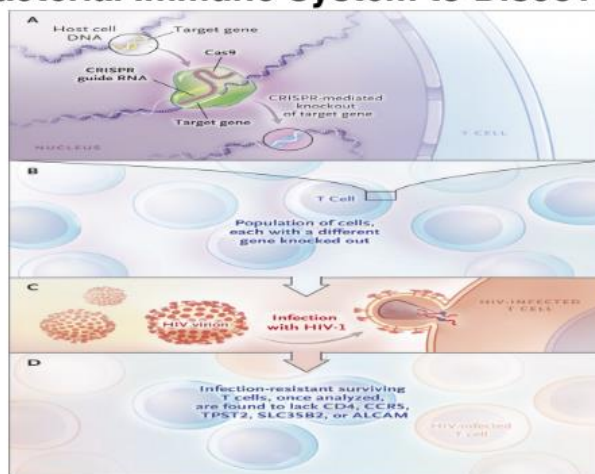 A
Host cell
DNA
Target gene
Cas9
CRISPR
guide RNA
Target gene
CRISPR-mediated
knockout
of target gene
NUCLEUS
T CELL
B
T Cell
Population of cells,
each with a different
gene knocked out
C
HIV virion
Infection
with HIV-1
HIV-INFECTED
T CELL
D
Infection-resistant surviving
T cells, once analyzed,
are found to lack CD4, CCR5,
TPST2, SLC35B2, or ALCAM
HIV-infected
T cell